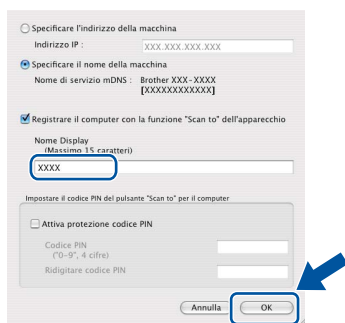 Specificare l'indirizzo della macchina
Indirizzo IP :
XXX.XXX.XXX.XXX
Specificare il nome della macchina
Nome di servizio mDNS : Brother XXX-XXXX
[XXXXXXXXXXXX]
Registrare il computer con la funzione "Scan to" dell'apparecchio
Nome Display
(Massimo 15 caratteri)
XXXX
Impostare il codice PIN del pulsante "Scan to" per il computer
Attiva protezione codice PIN
Codice PIN
("0-9", 4 cifre)
Ridigitare codice PIN
Annulla OK